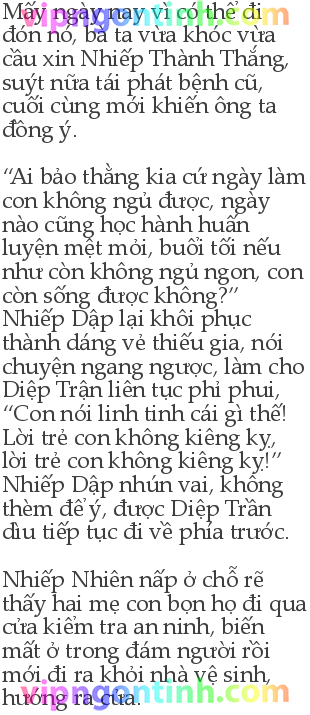 Mấy ngày nay vì có thể đi
đón nó, bà ta vừa khóc vừa
cầu xin Nhiếp Thành Thắng,
suýt nữa tái phát bệnh cũ,
cuối cùng mới khiến ông ta
đồng ý.
“Ai bảo thằng kia cứ ngày làm
con không ngủ được, ngày
nào cũng học hành huấn
luyện mệt mỏi, buổi tối nếu
như còn không ngủ ngon, con
còn sống được không?”
Nhiếp Dập lại khôi phục
thành dáng vẻ thiếu gia, nói
chuyện ngang ngược, làm cho
Diệp Trận liên tục phỉ phui,
“Con nói linh tinh cái gì thế!
Lời trẻ con không kiêng kỵ,
lời trẻ con không kiêng kỵ!”
Nhiếp Dập nhún vai, không
thèm để ý, được Diệp Trần
dìu tiếp tục đi về phía trước.
Nhiếp Nhiên nấp ở chỗ rẽ
thấy hai mẹ con bọn họ đi qua
cửa kiểm tra an ninh, biến
mất ở trong đám người rồi
mới đi ra khỏi nhà vệ sinh,
hướng ra cửa.
vipngontinh.com
vipngontinh.com